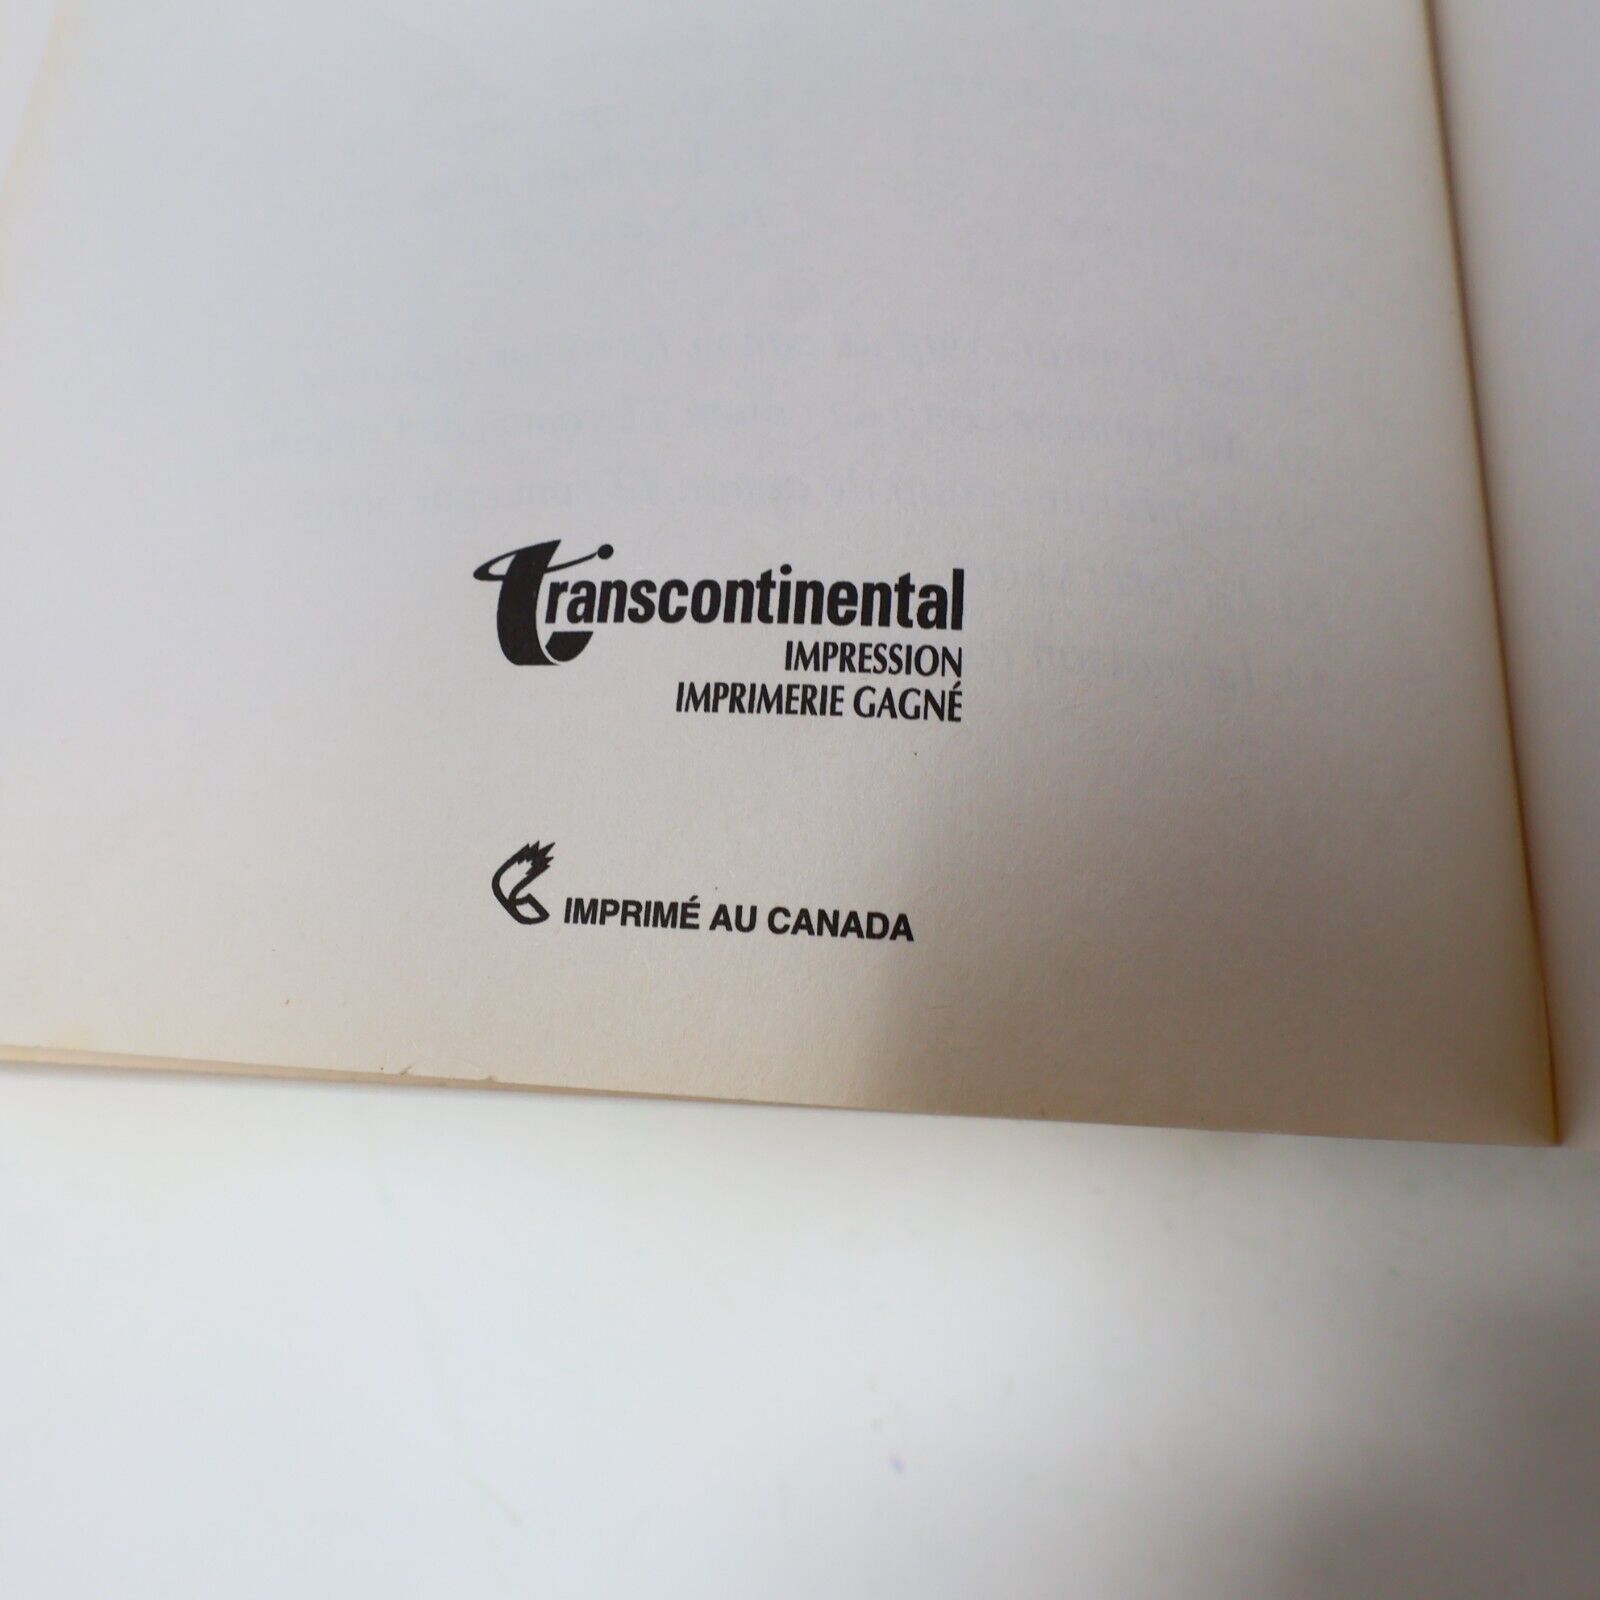 transcontinental
IMPRESSION
IMPRIMERIE GAGNÉ
IMPRIMÉ AU CANADA